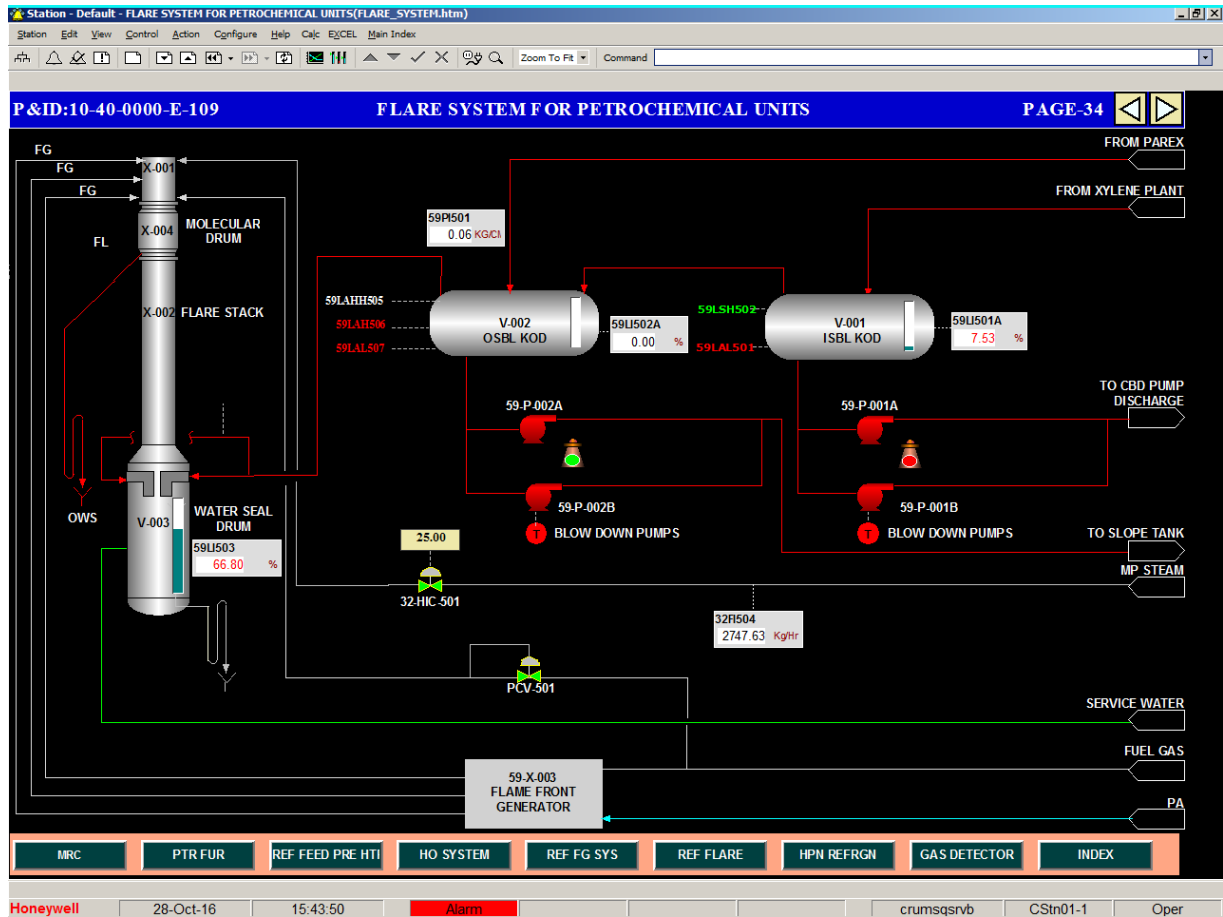 Station - Default - FLARE SYSTEM FOR PETROCHEMICAL UNITS(FLARE_SYSTEM.htm)
Station Edit View Control Action Configure Help Calc EXCEL Main Index
Zoom To Fit Command
P&ID:10-40-0000-E-109 FLARE SYSTEM FOR PETROCHEMICAL UNITS PAGE-34
FROM PAREX
FG
X-001
FG
FG
FROM XYLENE PLANT
59PI501
0.06 KG/CM
MOLECULAR
DRUM
X-004
FL
59LAHH505
59LAH506
59LAL507
V-002
OSBL KOD
59LI502A
0.00 %
59LSH502
59LAL501
V-001
ISBL KOD
59LI501A
7.53 %
X-002 FLARE STACK
TO CBD PUMP
DISCHARGE
59-P-002A
59-P-001A
59-P-002B
59-P-001B
T BLOW DOWN PUMPS
T BLOW DOWN PUMPS
OWS
V-003
WATER SEAL
DRUM
59LI503
66.80 %
TO SLOPE TANK
MP STEAM
25.00
32-HIC-501
32FI504
2747.63 Kg/Hr
PCV-501
SERVICE WATER
FUEL GAS
59-X-003
FLAME FRONT
GENERATOR
PA
MRC PTR FUR REF FEED PRE HTI HO SYSTEM REF FG SYS REF FLARE HPN REFRGN GAS DETECTOR INDEX
Honeywell 28-Oct-16 15:43:50 Alarm crumsqsrvb CStn01-1 Oper